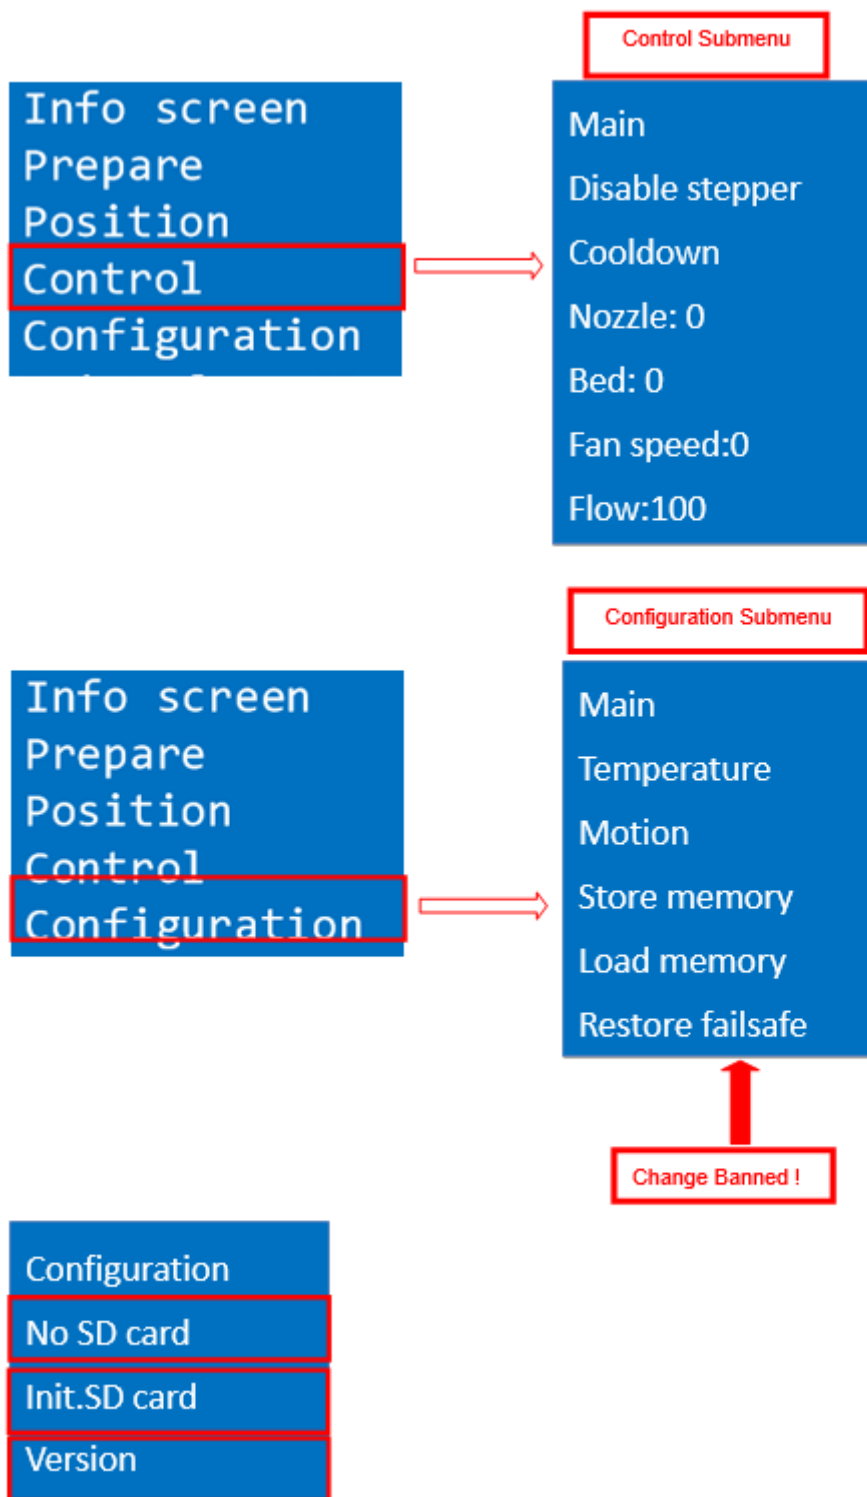 Control Submenu
Info screen
Prepare
Position
Control
Configuration
Main
Disable stepper
Cooldown
Nozzle: 0
Bed: 0
Fan speed:0
Flow:100
Configuration Submenu
Info screen
Prepare
Position
Control
Configuration
Main
Temperature
Motion
Store memory
Load memory
Restore failsafe
Change Banned !
Configuration
No SD card
Init.SD card
Version